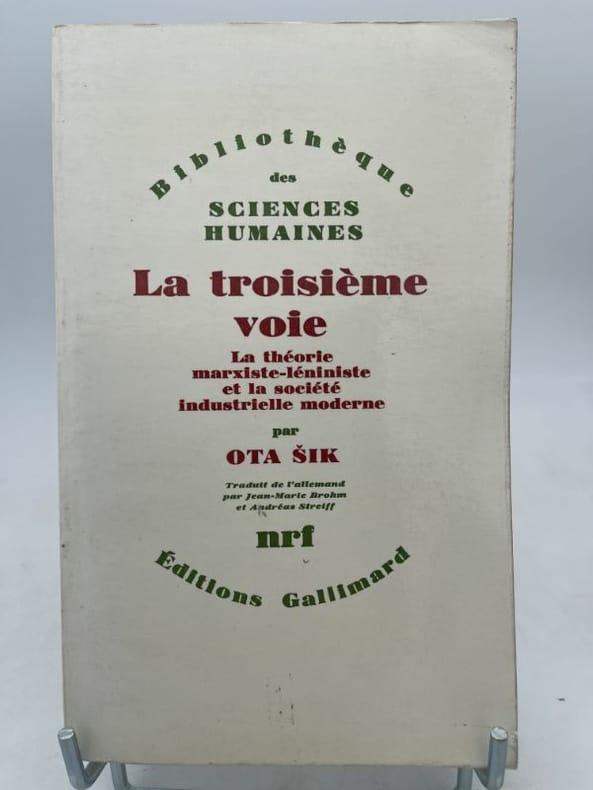 Bibliothèque
des
SCIENCES
HUMAINES
La troisième
voie
La théorie
marxiste-léniniste
et la société
industrielle moderne
par
OTA ŠIK
Traduit de l'allemand
par Jean-Marie Brohm
et Andréas Streiff
nrf
Éditions Gallimard